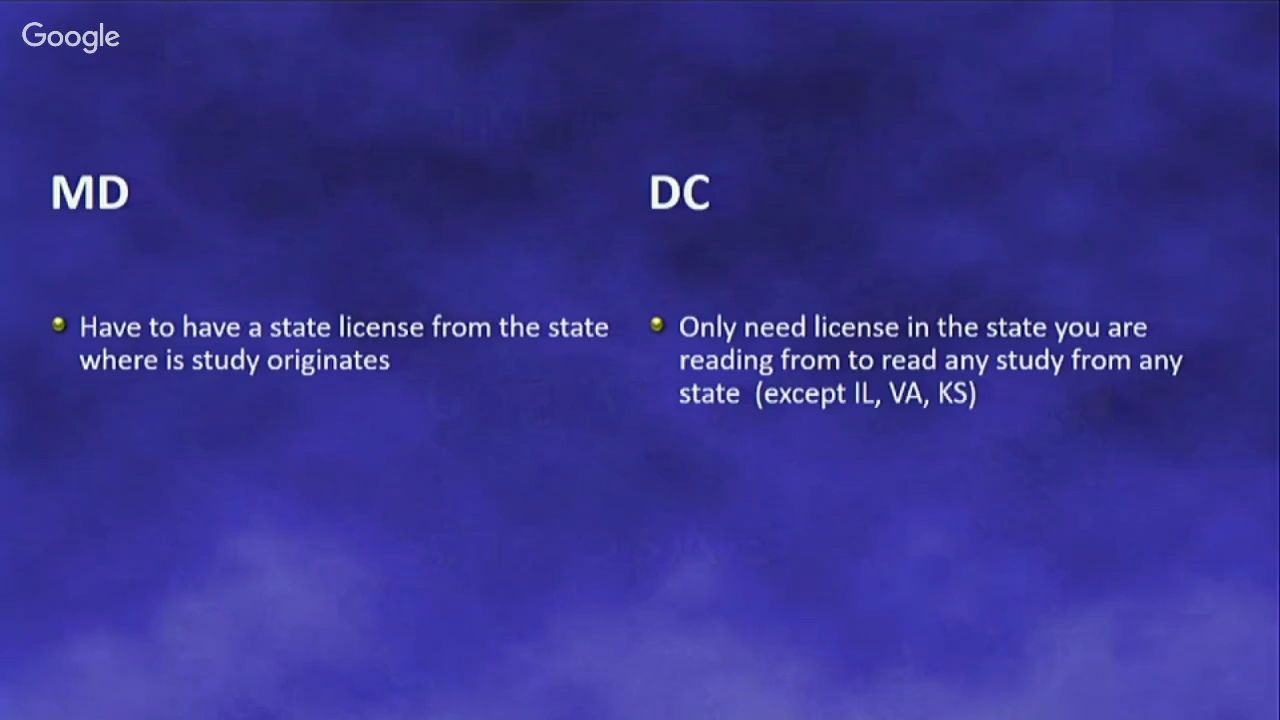 Google
MD
Have to have a state license from the state
where is study originates
DC
Only need license in the state you are
reading from to read any study from any
state (except IL, VA, KS)